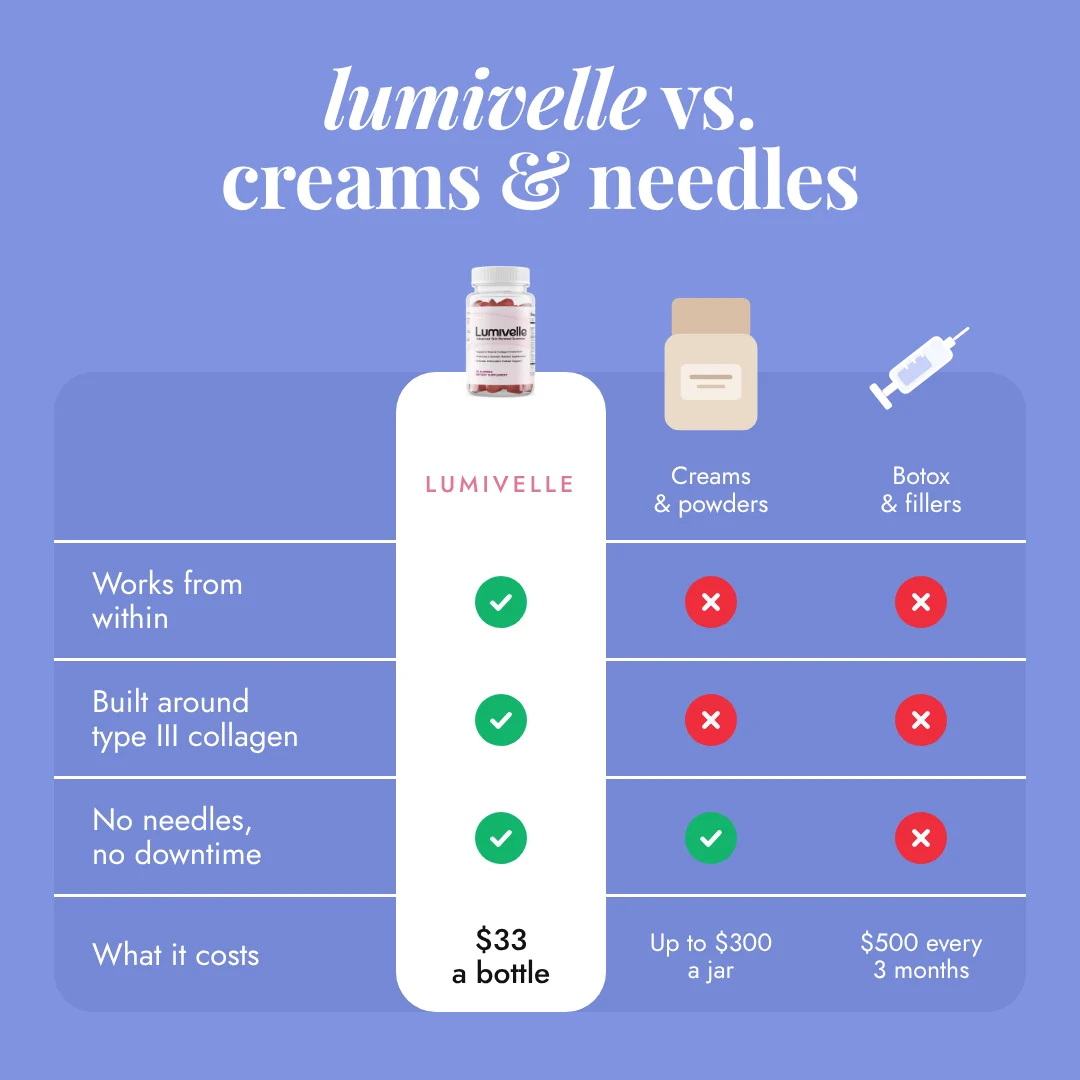 lumivelle vs.
creams & needles
Lumivelle
LUMIVELLE
Creams
& powders
Botox
& fillers
Works from
within
Built around
type III collagen
No needles,
no downtime
What it costs
$33
a bottle
Up to $300
a jar
$500 every
3 months